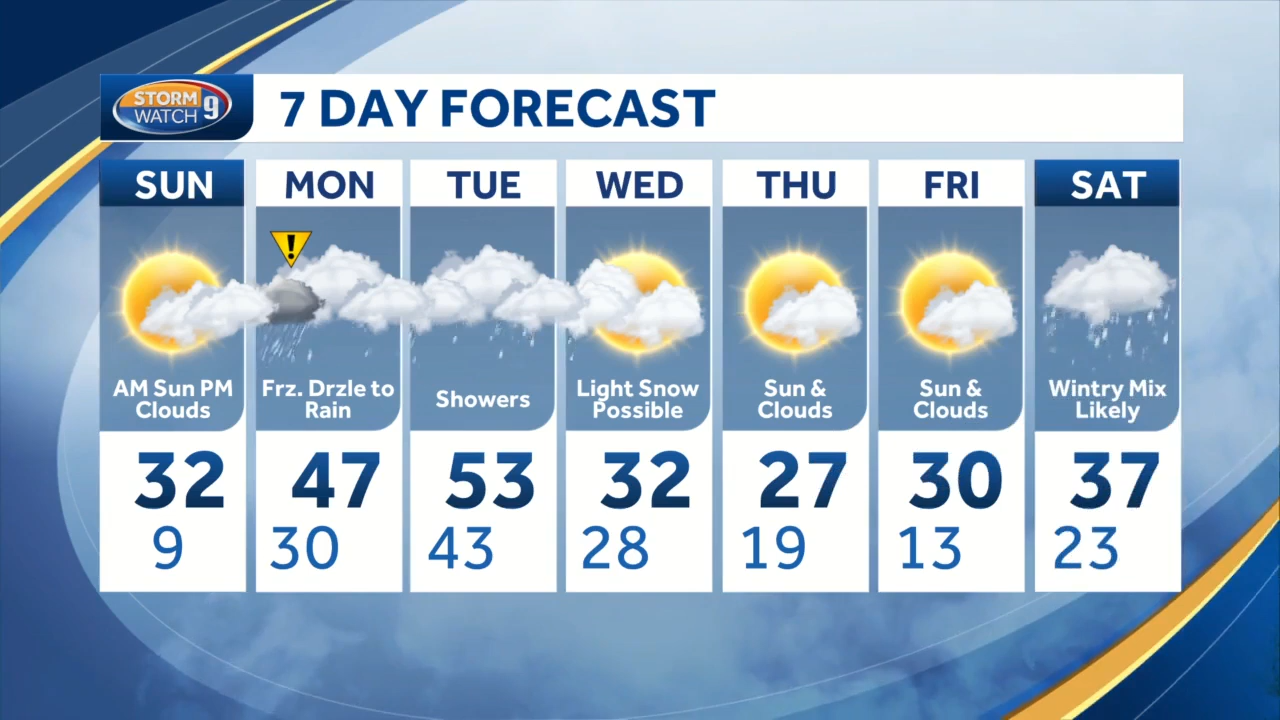 STORM
WATCH 9
7 DAY FORECAST
SUN
MON
TUE
WED
THU
FRI
SAT
!
AM Sun PM
Clouds
Frz. Drzle to
Rain
Showers
Light Snow
Possible
Sun &
Clouds
Sun &
Clouds
Wintry Mix
Likely
32
47
53
32
27
30
37
9
30
43
28
19
13
23